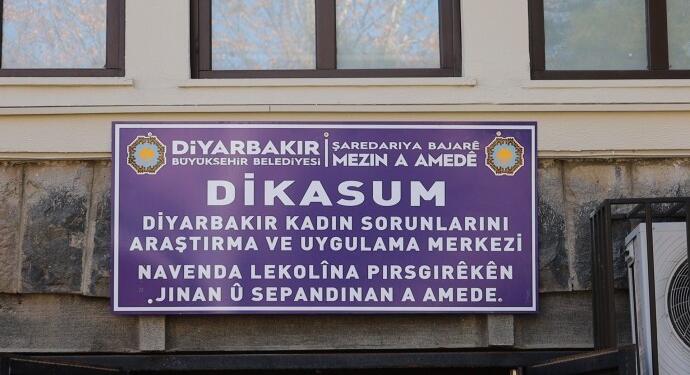 DİYARBAKIR
BÜYÜKŞEHİR BELEDİYESİ
ŞAREDARIYA BAJARÊ
MEZIN A AMEDÊ
DİKASUM
DİYARBAKIR KADIN SORUNLARINI
ARAŞTIRMA VE UYGULAMA MERKEZİ
NAVENDA LEKOLÎNA PIRSGIRÊKÊN
JINAN Û SEPANDINAN A AMEDE.